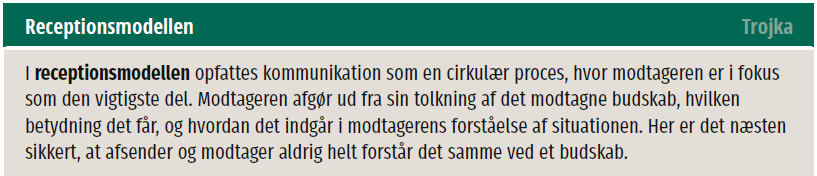 Receptionsmodellen Trojka
I receptionsmodellen opfattes kommunikation som en cirkulær proces, hvor modtageren er i fokus
som den vigtigste del. Modtageren afgør ud fra sin tolkning af det modtagne budskab, hvilken
betydning det får, og hvordan det indgår i modtagerens forståelse af situationen. Her er det næsten
sikkert, at afsender og modtager aldrig helt forstår det samme ved et budskab.